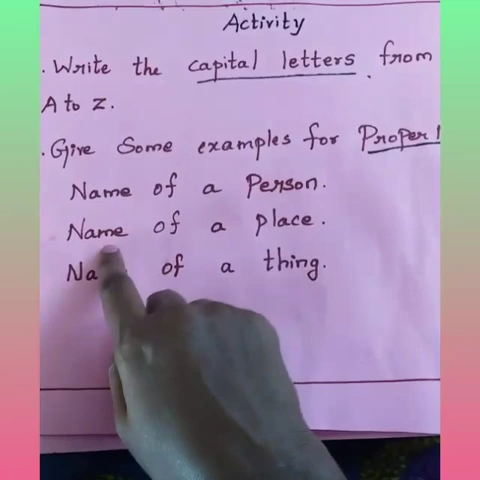 Activity
. Write the capital letters from
A to Z.
. Give Some examples for Proper
Name of a Person.
Name of a place.
of a thing.